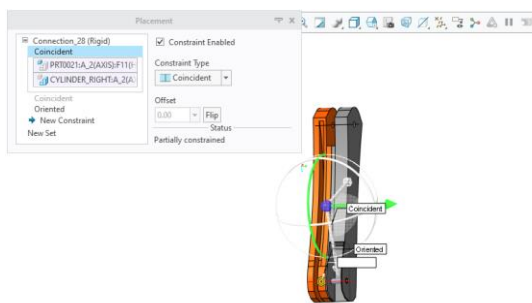 Placement
Connection_28 (Rigid)
Coincident
PRT0021:A_2(AXIS):F11(
CYLINDER_RIGHT:A_2(A
Coincident
Oriented
New Constraint
New Set
Constraint Enabled
Constraint Type
Coincident
Offset
0.00
Flip
Status
Partially constrained
Coincident
Oriented